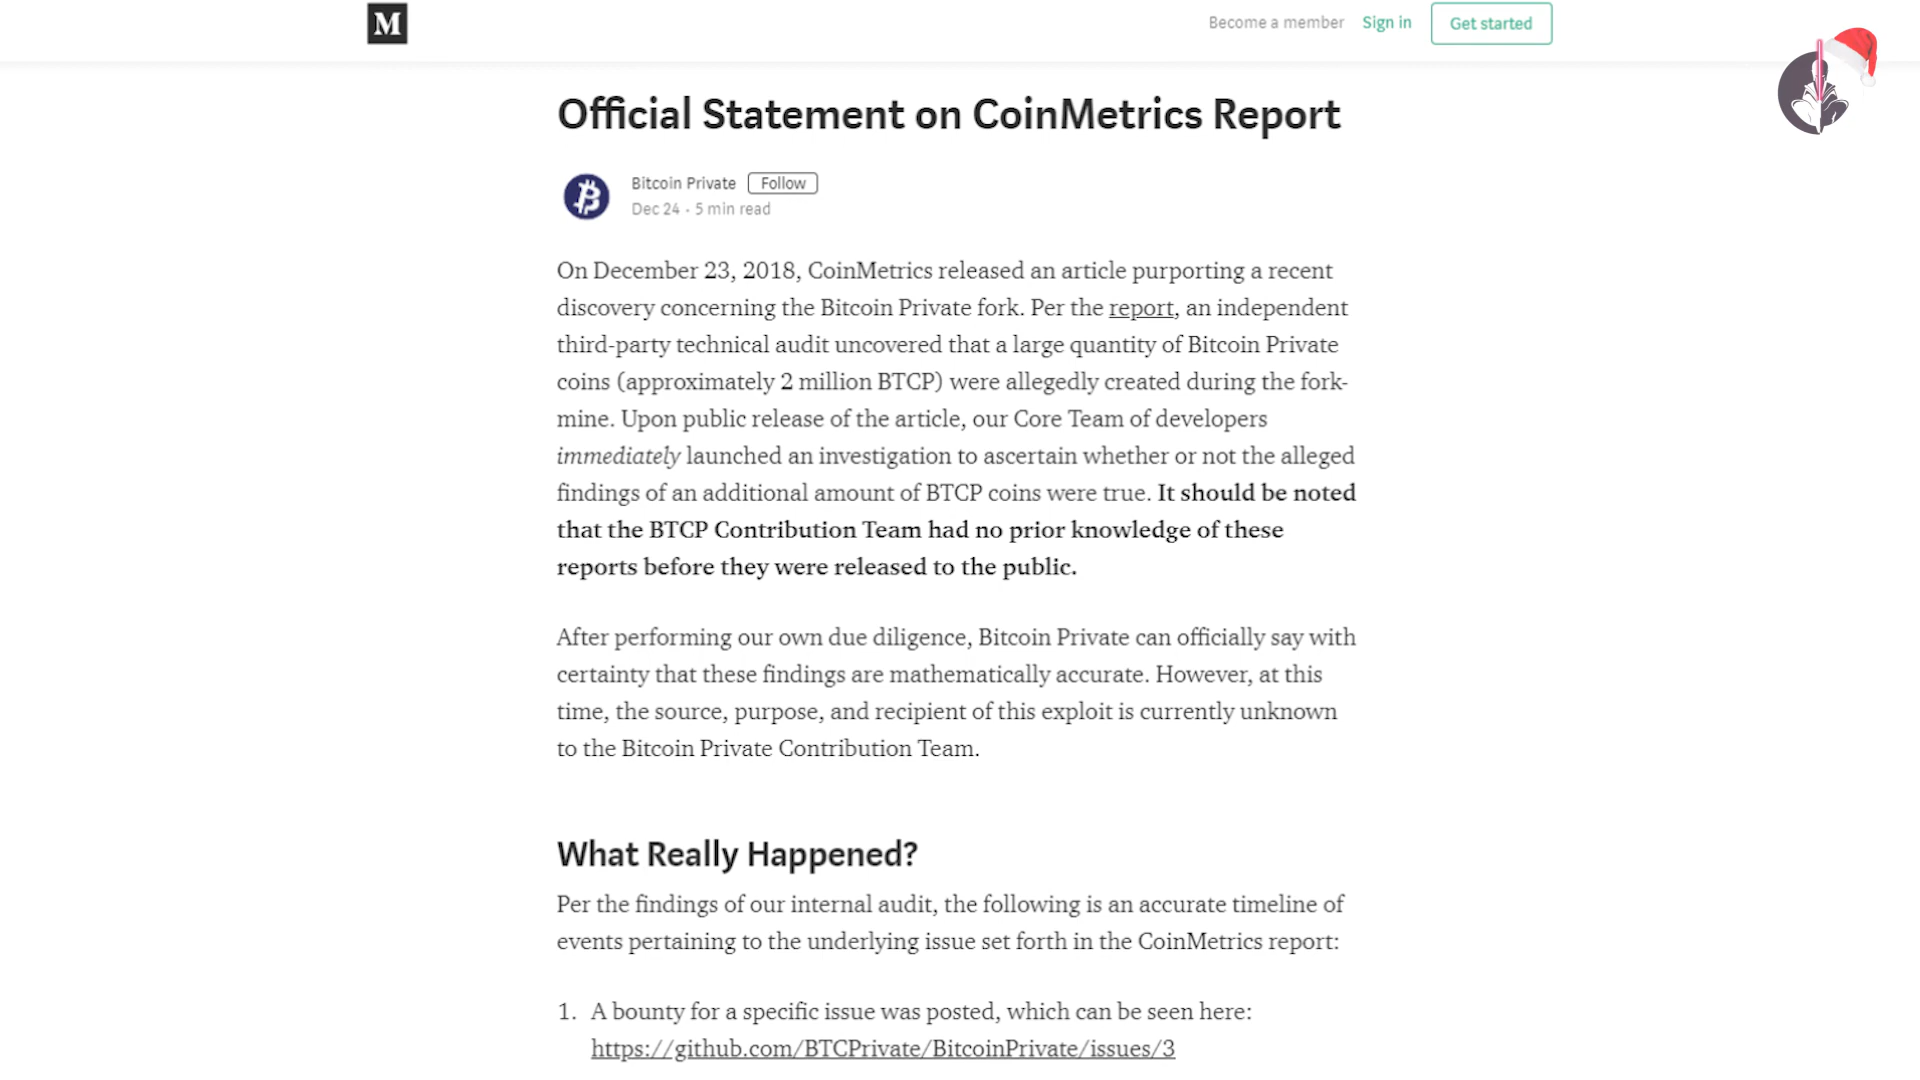 M
Become a member Sign in Get started
Official Statement on CoinMetrics Report
Bitcoin Private Follow
Dec 24 · 5 min read
On December 23, 2018, CoinMetrics released an article purporting a recent
discovery concerning the Bitcoin Private fork. Per the report, an independent
third-party technical audit uncovered that a large quantity of Bitcoin Private
coins (approximately 2 million BTCP) were allegedly created during the fork-
mine. Upon public release of the article, our Core Team of developers
immediately launched an investigation to ascertain whether or not the alleged
findings of an additional amount of BTCP coins were true. It should be noted
that the BTCP Contribution Team had no prior knowledge of these
reports before they were released to the public.
After performing our own due diligence, Bitcoin Private can officially say with
certainty that these findings are mathematically accurate. However, at this
time, the source, purpose, and recipient of this exploit is currently unknown
to the Bitcoin Private Contribution Team.
What Really Happened?
Per the findings of our internal audit, the following is an accurate timeline of
events pertaining to the underlying issue set forth in the CoinMetrics report:
1. A bounty for a specific issue was posted, which can be seen here:
https://github.com/BTCPrivate/BitcoinPrivate/issues/3